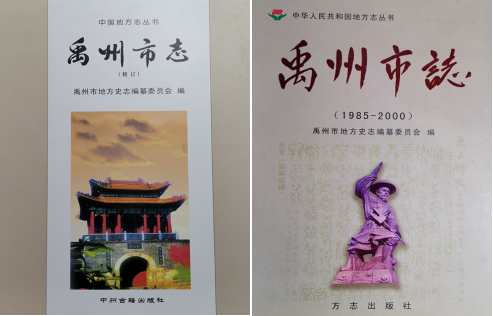 中国地方志丛书
禹州市志
（修订）
禹州市地方史志编纂委员会 编
中州古籍出版社
中华人民共和国地方志丛书
禹州市誌
（1985-2000）
禹州市地方史志编纂委员会 编
方志出版社